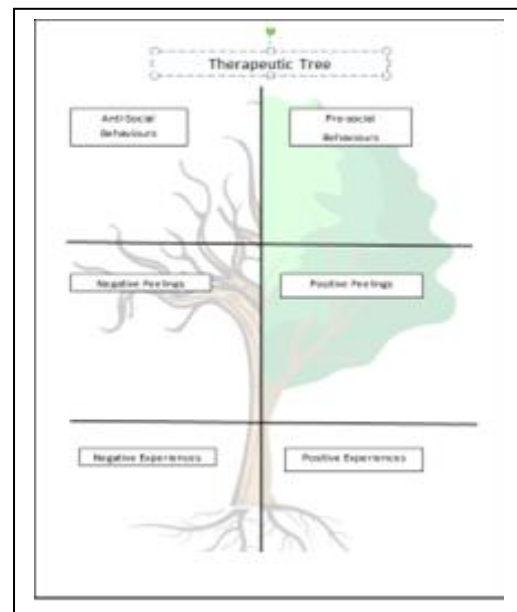 Therapeutic Tree
Anti-Social
Behaviours
Pro-social
Behaviours
Negative Feelings
Positive Feelings
Negative Experiences
Positive Experiences